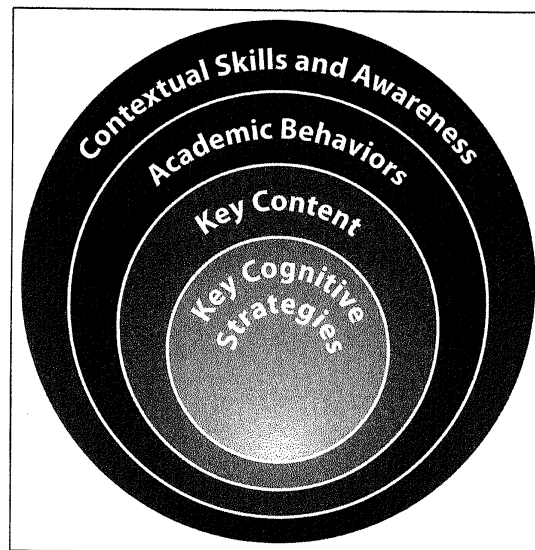 Contextual Skills and Awareness
Academic Behaviors
Key Content
Key Cognitive
Strategies